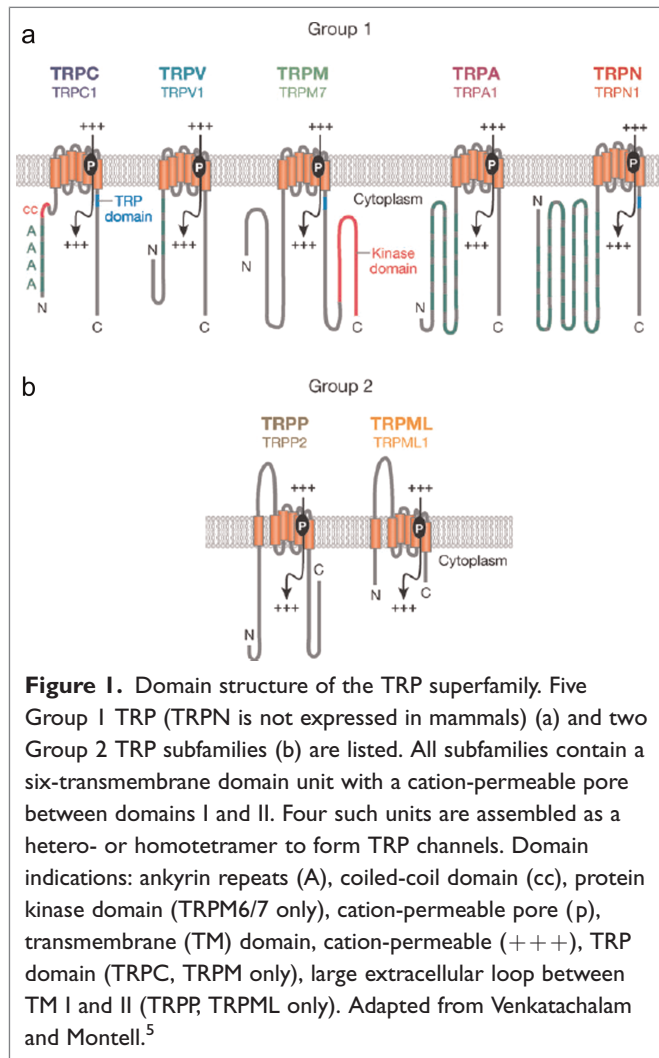 a
Group 1
TRPC TRPV TRPM TRPA TRPN
TRPC1 TRPV1 TRPM7 TRPA1 TRPN1
+++ +++ +++ +++ +++
P P P P P
cc
TRP
domain
Cytoplasm
A
A
A
A
+++ +++ +++ +++ +++
N N N N N
Kinase
domain
C C C C C
b
Group 2
TRPP TRPML
TRPP2 TRPML1
+++ +++
P P
Cytoplasm
C
+++ N +++ C
N
Figure 1. Domain structure of the TRP superfamily. Five
Group 1 TRP (TRPN is not expressed in mammals) (a) and two
Group 2 TRP subfamilies (b) are listed. All subfamilies contain a
six-transmembrane domain unit with a cation-permeable pore
between domains I and II. Four such units are assembled as a
hetero- or homotetramer to form TRP channels. Domain
indications: ankyrin repeats (A), coiled-coil domain (cc), protein
kinase domain (TRPM6/7 only), cation-permeable pore (p),
transmembrane (TM) domain, cation-permeable (+++), TRP
domain (TRPC, TRPM only), large extracellular loop between
TM I and II (TRPP, TRPML only). Adapted from Venkatachalam
and Montell.5